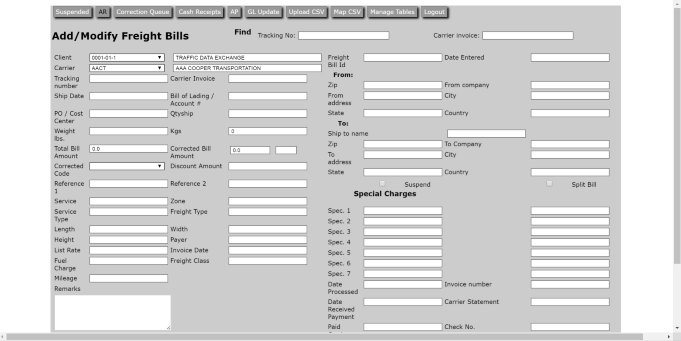 Suspended AR Correction Queue Cash Receipts AP GL Update Upload CSV Map CSV Manage Tables Logout
Add/Modify Freight Bills
Find Tracking No: Carrier invoice:
Client 0001-01-1 TRAFFIC DATA EXCHANGE
Carrier AACT AAA COOPER TRANSPORTATION
Tracking number Carrier Invoice
Ship Date Bill of Lading / Account #
PO / Cost Center Qtyship
Weight lbs. Kgs 0
Total Bill Amount 0.0 Corrected Bill Amount 0.0
Corrected Code Discount Amount
Reference 1 Reference 2
Service Zone
Service Type Freight Type
Length Width
Height Payer
List Rate Invoice Date
Fuel Charge Freight Class
Mileage
Remarks
Freight Bill Id Date Entered
From:
Zip From company
From address City
State Country
To:
Ship to name
Zip To Company
To address City
State Country
Suspend Split Bill
Special Charges
Spec. 1
Spec. 2
Spec. 3
Spec. 4
Spec. 5
Spec. 6
Spec. 7
Date Processed Invoice number
Date Received Payment Carrier Statement
Paid Check No.